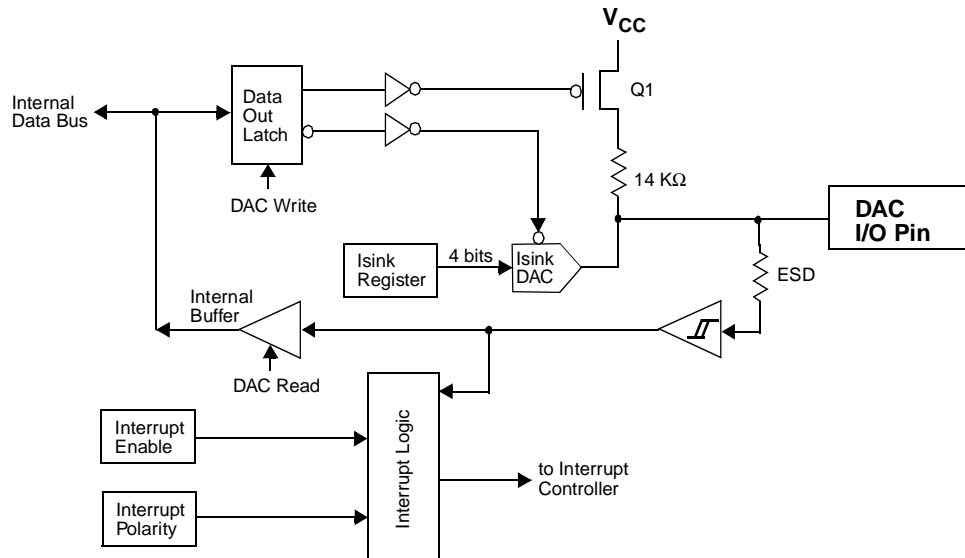 VCC
Q1
Internal
Data Bus
Data
Out
Latch
14 KΩ
DAC Write
DAC
I/O Pin
Isink
Register
4 bits
Isink
DAC
ESD
Internal
Buffer
DAC Read
Interrupt
Enable
Interrupt Logic
to Interrupt
Controller
Interrupt
Polarity